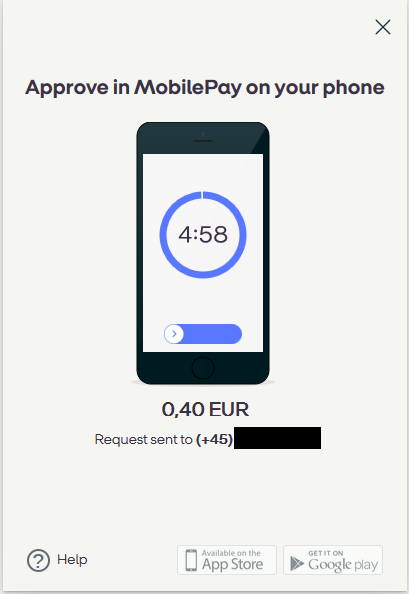 Approve in MobilePay on your phone
4:58
0,40 EUR
Request sent to (+45)
Help
Available on the
App Store
GET IT ON
Google play